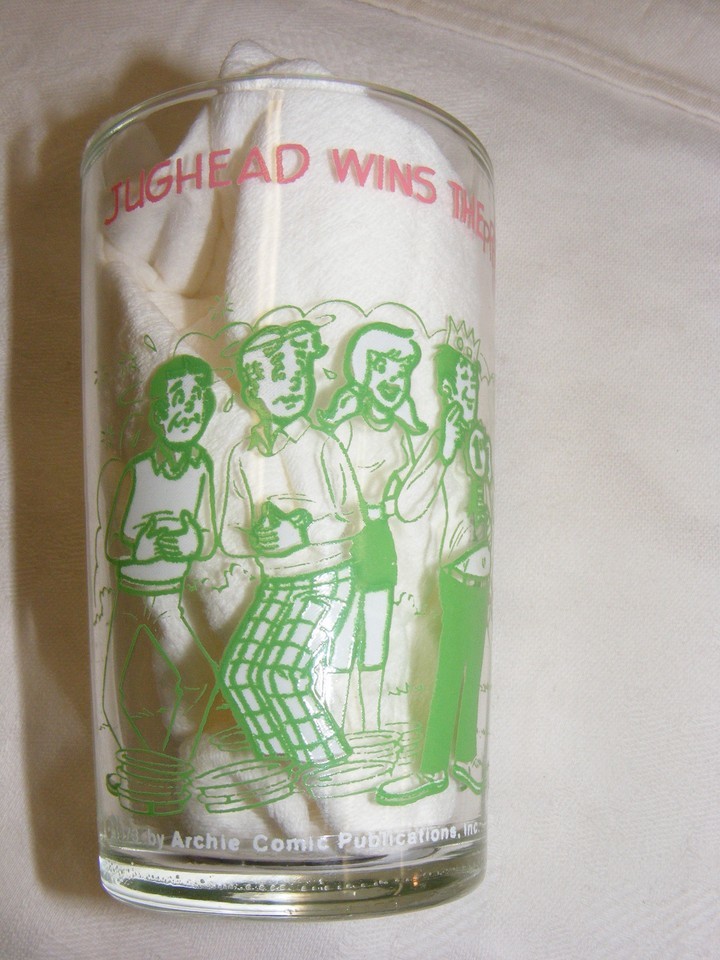 JUGHEAD WINS THE
by Archie Comic Publications, Inc.